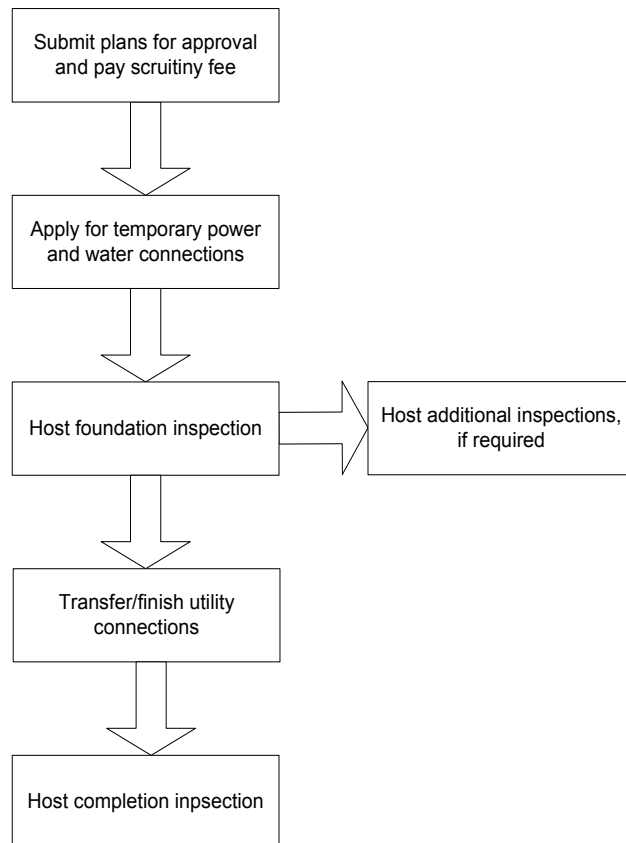 Submit plans for approval
and pay scruitiny fee
Apply for temporary power
and water connections
Host foundation inspection
Host additional inspections,
if required
Transfer/finish utility
connections
Host completion inpsection